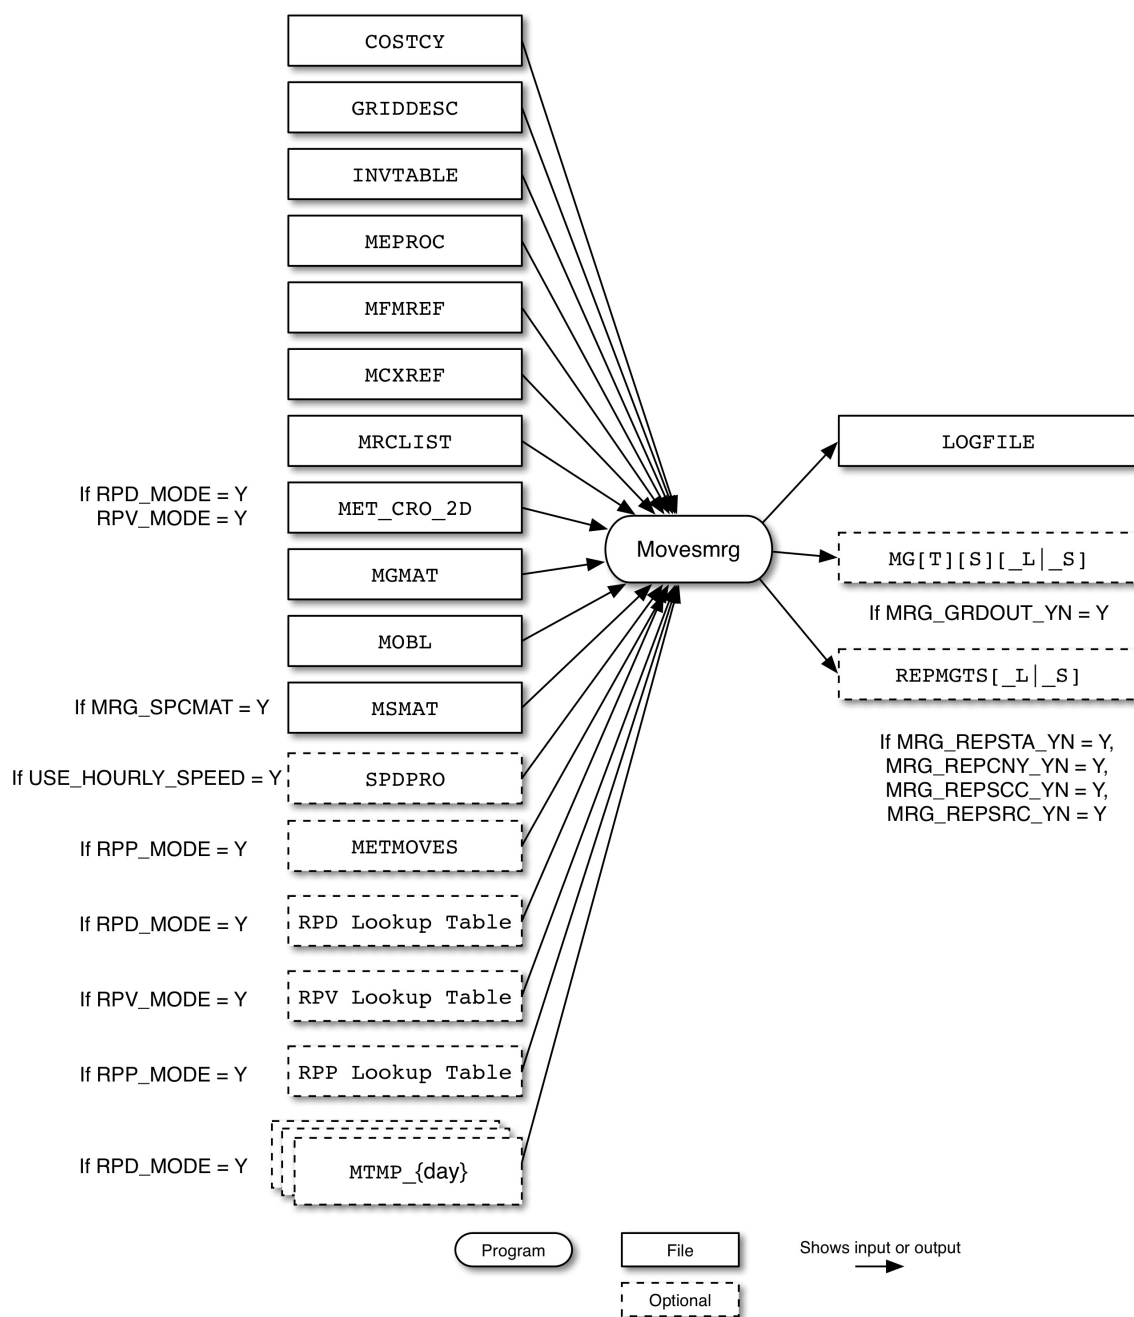 COSTCY
GRIDDESC
INVTABLE
MEPROC
MFMREF
MCXREF
MRCLIST
If RPD_MODE = Y
RPV_MODE = Y
MET_CRO_2D
MGMAT
MOBL
If MRG_SPCMAT = Y
MSMAT
If USE_HOURLY_SPEED = Y
SPDPRO
If RPP_MODE = Y
METMOVES
If RPD_MODE = Y
RPD Lookup Table
If RPV_MODE = Y
RPV Lookup Table
If RPP_MODE = Y
RPP Lookup Table
If RPD_MODE = Y
MTMP_{day}
Movesmrg
LOGFILE
MG[T][S][_L|_S]
If MRG_GRDOUT_YN = Y
REPMGTS[_L|_S]
If MRG_REPSTA_YN = Y,
MRG_REPCNY_YN = Y,
MRG_REPSCC_YN = Y,
MRG_REPSRC_YN = Y
Program
File
Shows input or output
Optional